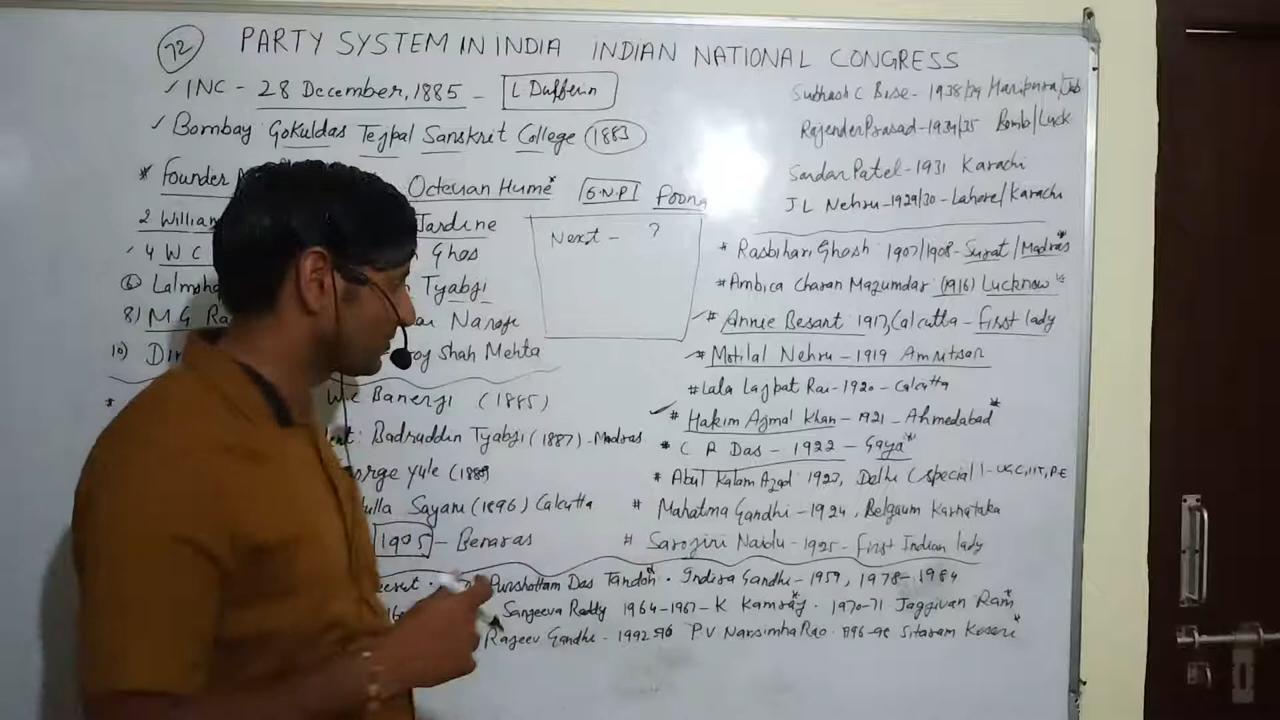 72
PARTY SYSTEM IN INDIA INDIAN NATIONAL CONGRESS
✓ INC - 28 December, 1885 - L Dufferin
✓ Bombay Gokuldas Tejpal Sanskrit College (1883)
* Founder
Octevian Hume* G.N.P Poona
2 William
Jardine
4 W C
Ghos
6 Lalmoha
Tyabji
8) M G Ra
Naroji
10) Din
Shah Mehta
Next - ?
W.C Banerji (1885)
Badruddin Tyabji (1887) - Madras
George Yule (1888
Sayani (1896) Calcutta
1905 - Benaras
Subhash C Bose - 1938/39 Haripura/
Rajender Prasad - 1934/35 Bomb/Luck
Sardar Patel - 1931 Karachi
J L Nehru - 1929/30 - Lahore/Karachi
* Rasbihari Ghosh 1907/1908 - Surat/Madras*
* Ambica Charan Mazumdar (1916) Lucknow
* Annie Besant 1917, Calcutta - first lady
* Motilal Nehru - 1919 Amritsar
# Lala Lajpat Rai - 1920 - Calcutta
✓ * Hakim Ajmal Khan - 1921 - Ahmedabad*
* C R Das - 1922 - Gaya*
* Abul Kalam Azad 1923, Delhi (special) - UGC, IIT, P.E
# Mahatma Gandhi - 1924, Belgaum Karnataka
# Sarojini Naidu - 1925 - first Indian lady
Purshottam Das Tandon* . Indira Gandhi - 1959, 1978 - 1984
Sanjeeva Reddy 1964-1967 - K Kamraj* . 1970-71 Jagjivan Ram*
Rajeev Gandhi - 1992-96 P.V Narsimha Rao . 1996-98 Sitaram Kesari*